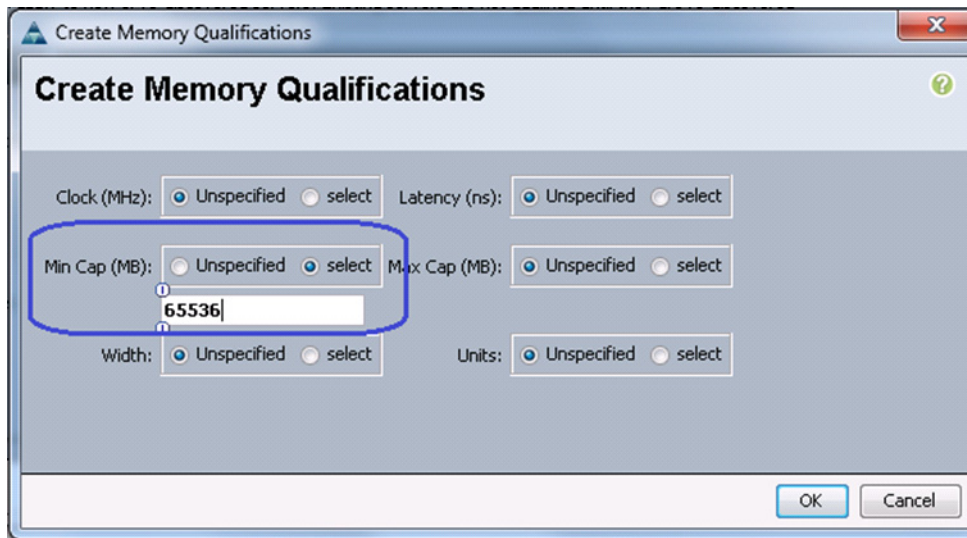 Create Memory Qualifications
Create Memory Qualifications
Clock (MHz): Unspecified select Latency (ns): Unspecified select
Min Cap (MB): Unspecified select Max Cap (MB): Unspecified select
65536
Width: Unspecified select Units: Unspecified select
OK Cancel